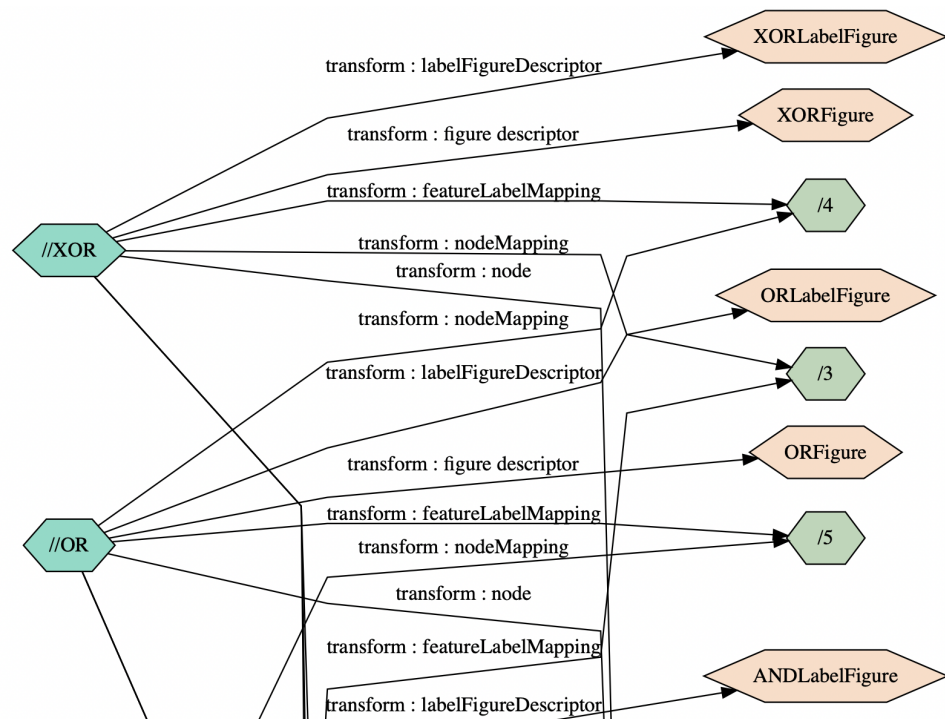 XORLabelFigure
transform : labelFigureDescriptor
XORFigure
transform : figure descriptor
transform : featureLabelMapping
/4
//XOR
transform : nodeMapping
transform : node
ORLabelFigure
transform : nodeMapping
transform : labelFigureDescriptor
/3
ORFigure
transform : figure descriptor
transform : featureLabelMapping
/5
//OR
transform : nodeMapping
transform : node
transform : featureLabelMapping
ANDLabelFigure
transform : labelFigureDescriptor